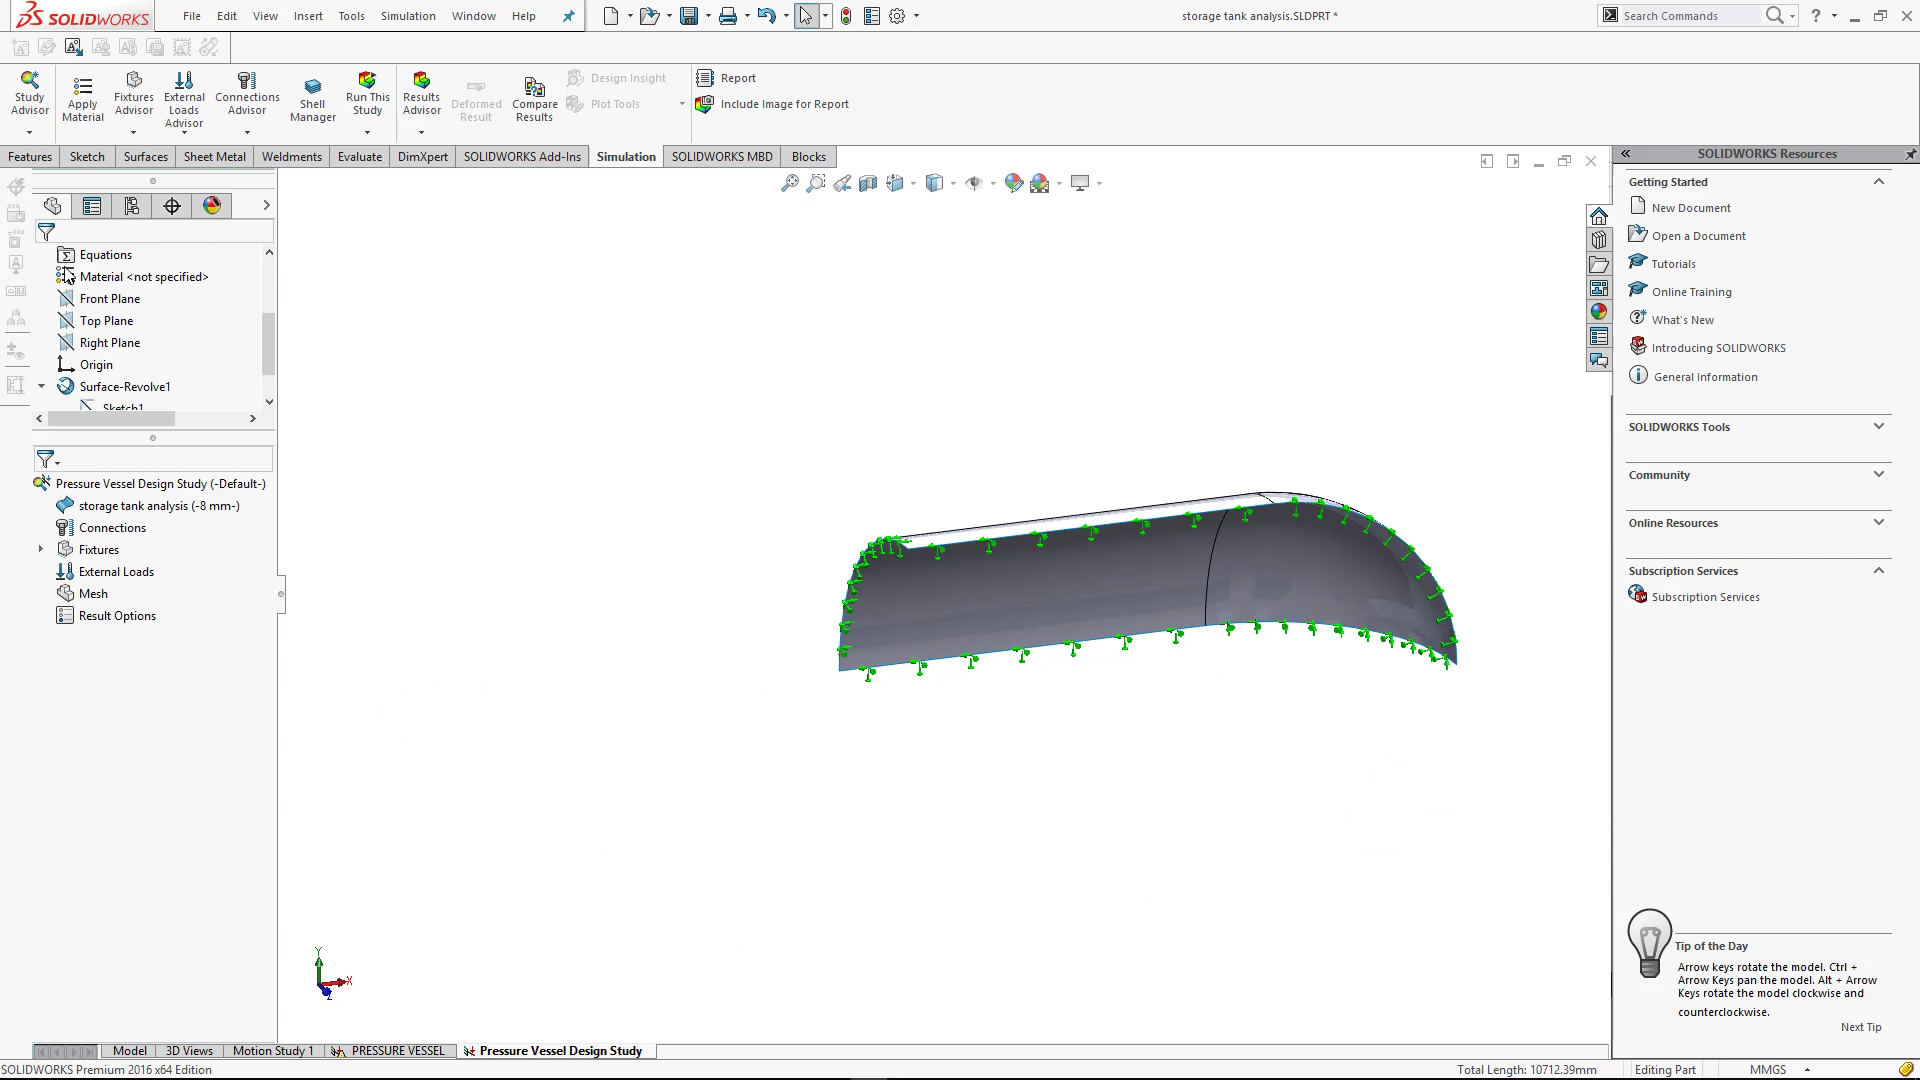 SOLIDWORKS
File Edit View Insert Tools Simulation Window Help
storage tank analysis.SLDPRT *
Search Commands
Study Advisor
Apply Material
Fixtures Advisor
External Loads Advisor
Connections Advisor
Shell Manager
Run This Study
Results Advisor
Deformed Result
Compare Results
Design Insight
Plot Tools
Report
Include Image for Report
Features Sketch Surfaces Sheet Metal Weldments Evaluate DimXpert SOLIDWORKS Add-Ins Simulation SOLIDWORKS MBD Blocks
Equations
Material <not specified>
Front Plane
Top Plane
Right Plane
Origin
Surface-Revolve1
Sketch1
Pressure Vessel Design Study (-Default-)
storage tank analysis (-8 mm-)
Connections
Fixtures
External Loads
Mesh
Result Options
Y
X
Z
SOLIDWORKS Resources
Getting Started
New Document
Open a Document
Tutorials
Online Training
What's New
Introducing SOLIDWORKS
General Information
SOLIDWORKS Tools
Community
Online Resources
Subscription Services
Subscription Services
Tip of the Day
Arrow keys rotate the model. Ctrl +
Arrow Keys pan the model. Alt + Arrow
Keys rotate the model clockwise and
counterclockwise.
Next Tip
Model 3D Views Motion Study 1 PRESSURE VESSEL Pressure Vessel Design Study
SOLIDWORKS Premium 2016 x64 Edition
Total Length: 10712.39mm Editing Part MMGS